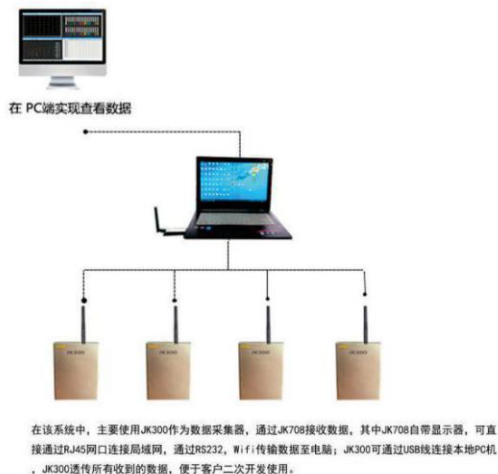 在 PC端实现查看数据
JK300
JK300
JK300
JK300
在该系统中，主要使用JK300作为数据采集器，通过JK708接收数据，其中JK708自带显示器，可直
接通过RJ45网口连接局域网，通过RS232，Wifi传输数据至电脑；JK300可通过USB线连接本地PC机
．JK300透传所有收到的数据，便于客户二次开发使用。